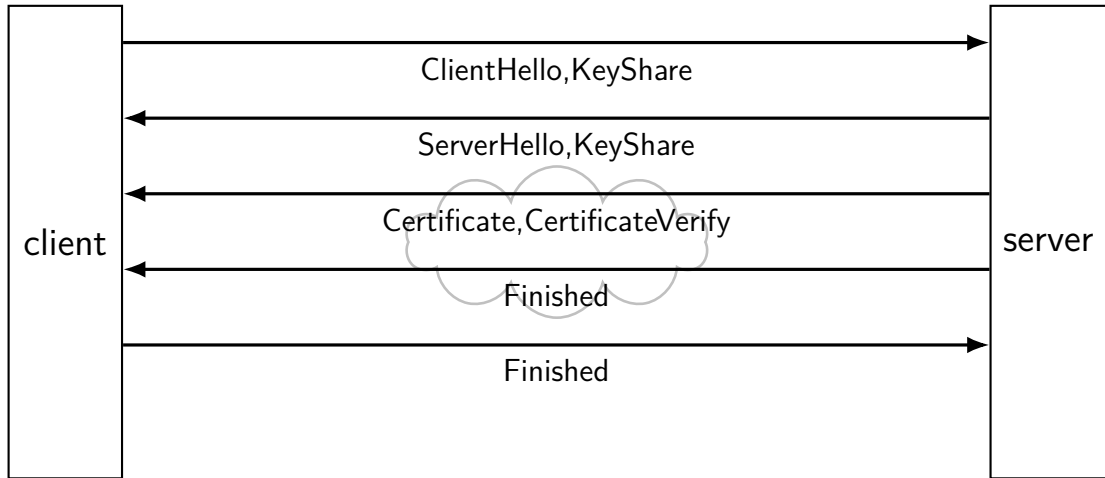 ClientHello,KeyShare
ServerHello,KeyShare
Certificate,CertificateVerify
client
server
Finished
Finished